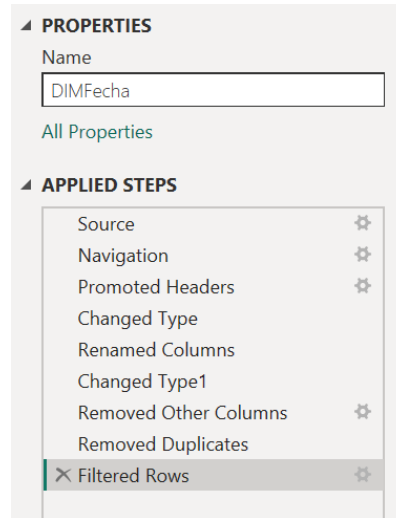 PROPERTIES
Name
DIMFecha
All Properties
APPLIED STEPS
Source
Navigation
Promoted Headers
Changed Type
Renamed Columns
Changed Type1
Removed Other Columns
Removed Duplicates
Filtered Rows